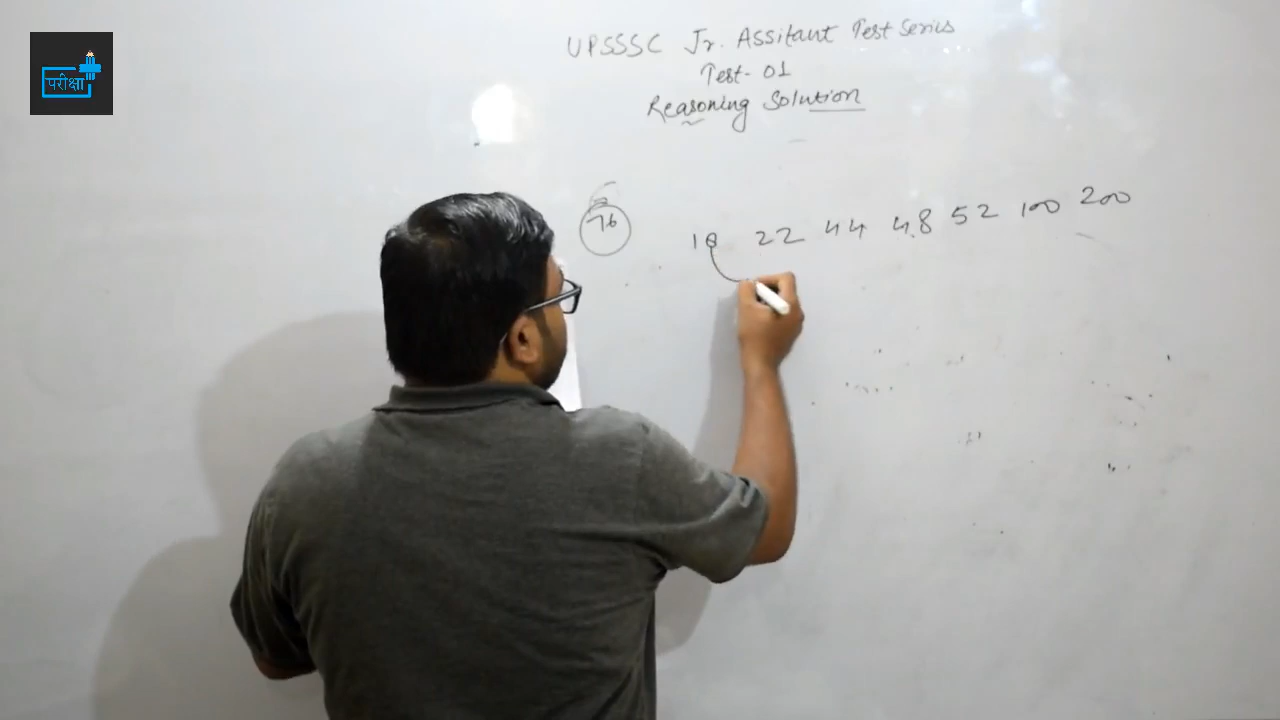 परीक्षा
UPSSSC Jr. Assitant Test Series
Test-01
Reasoning Solution
76 18 22 44 48 52 100 200